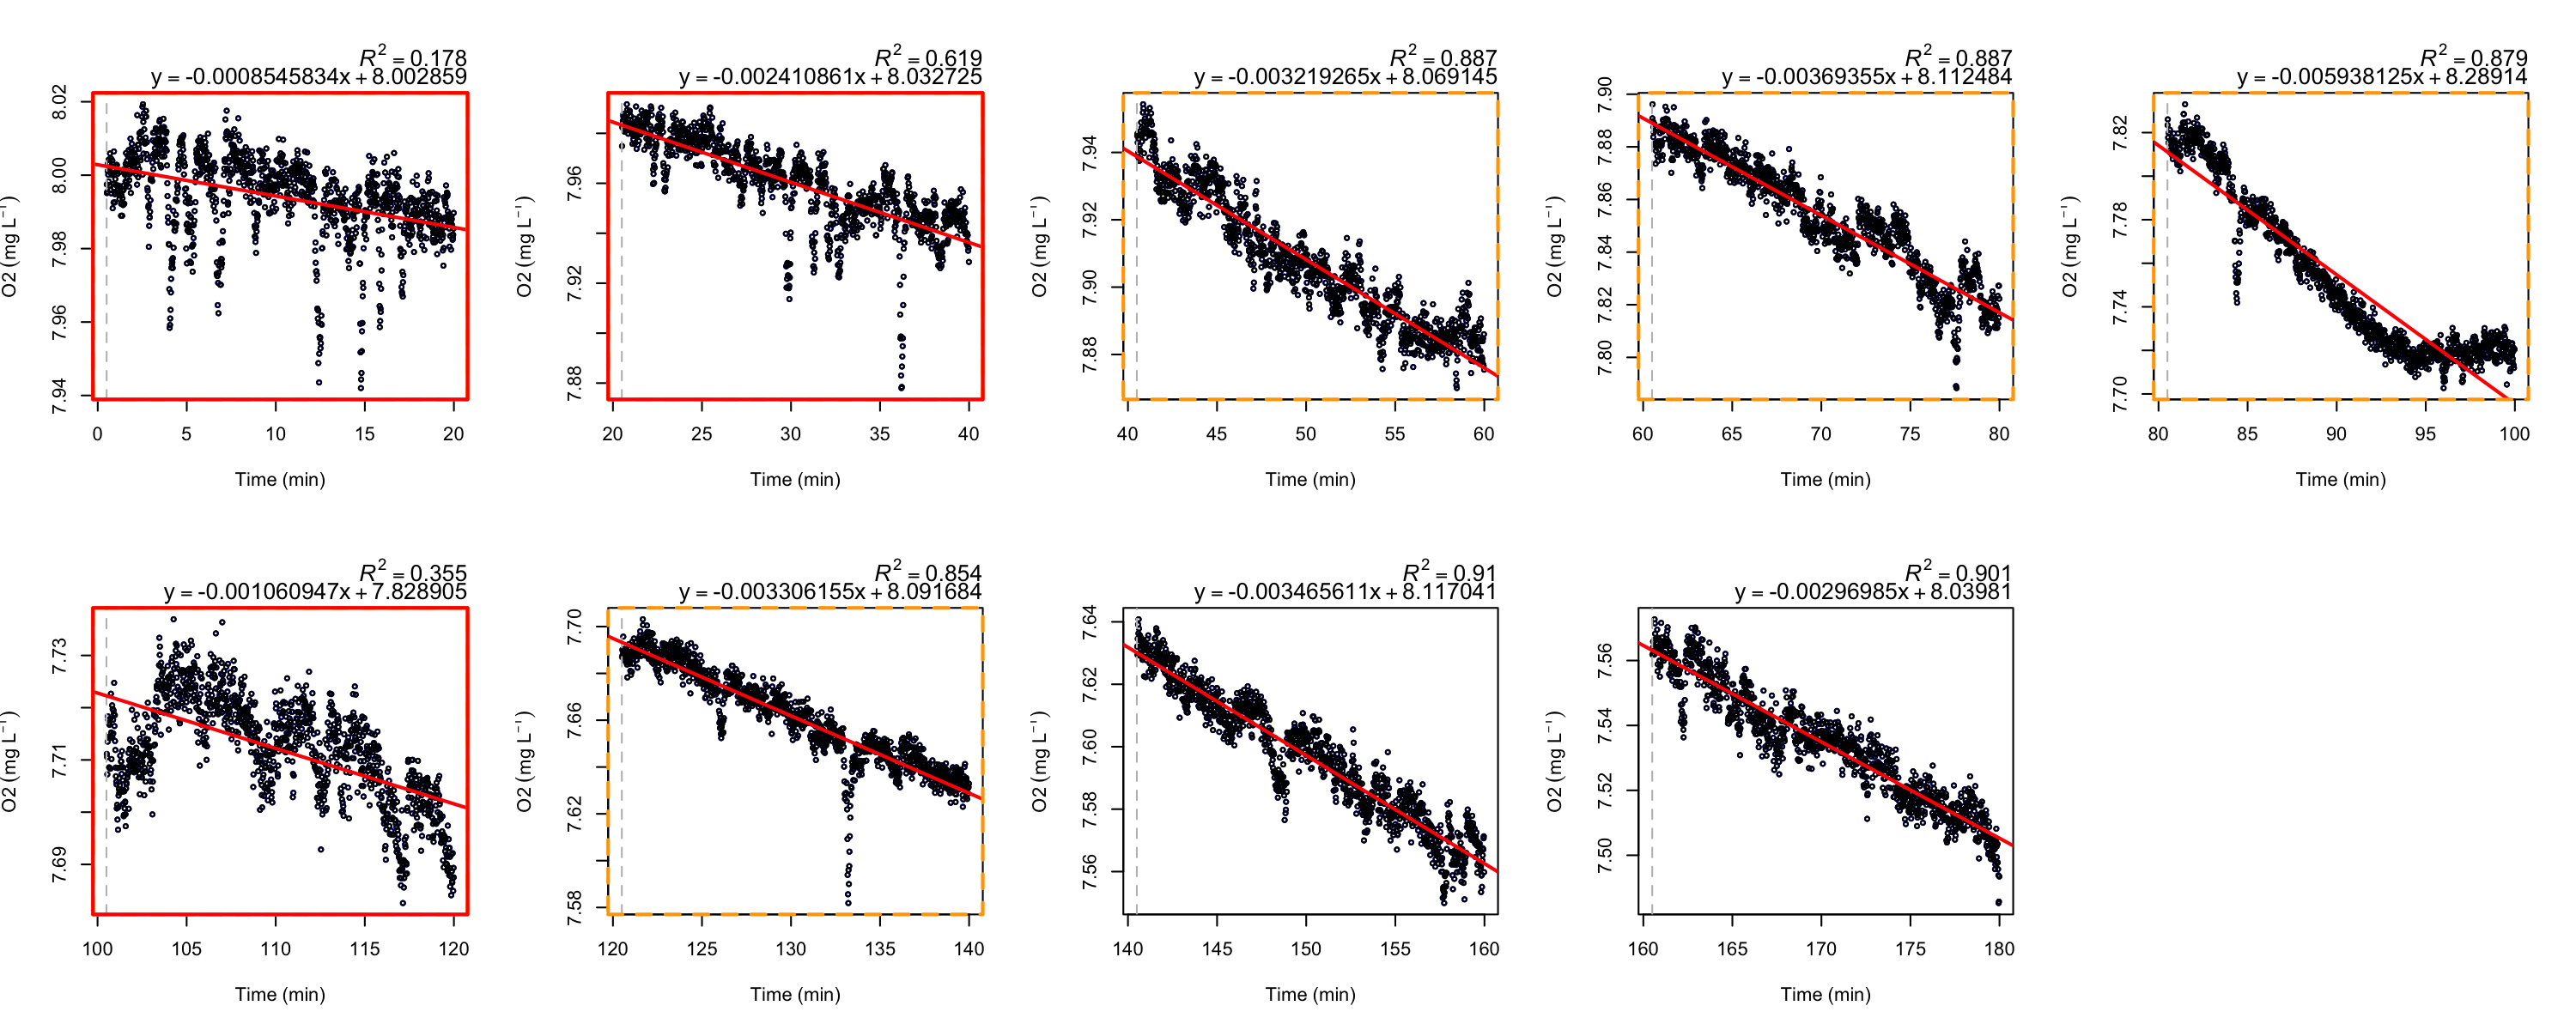 R² = 0.178
y = -0.0008545834x + 8.002859
O2 (mg L⁻¹)
7.94 7.96 7.98 8.00 8.02
0 5 10 15 20
Time (min)
R² = 0.619
y = -0.002410861x + 8.032725
O2 (mg L⁻¹)
7.88 7.92 7.96
20 25 30 35 40
Time (min)
R² = 0.887
y = -0.003219265x + 8.069145
O2 (mg L⁻¹)
7.88 7.90 7.92 7.94
40 45 50 55 60
Time (min)
R² = 0.887
y = -0.00369355x + 8.112484
O2 (mg L⁻¹)
7.80 7.82 7.84 7.86 7.88 7.90
60 65 70 75 80
Time (min)
R² = 0.879
y = -0.005938125x + 8.28914
O2 (mg L⁻¹)
7.70 7.74 7.78 7.82
80 85 90 95 100
Time (min)
R² = 0.355
y = -0.001060947x + 7.828905
O2 (mg L⁻¹)
7.69 7.71 7.73
100 105 110 115 120
Time (min)
R² = 0.854
y = -0.003306155x + 8.091684
O2 (mg L⁻¹)
7.58 7.62 7.66 7.70
120 125 130 135 140
Time (min)
R² = 0.91
y = -0.003465611x + 8.117041
O2 (mg L⁻¹)
7.56 7.58 7.60 7.62 7.64
140 145 150 155 160
Time (min)
R² = 0.901
y = -0.00296985x + 8.03981
O2 (mg L⁻¹)
7.50 7.52 7.54 7.56
160 165 170 175 180
Time (min)